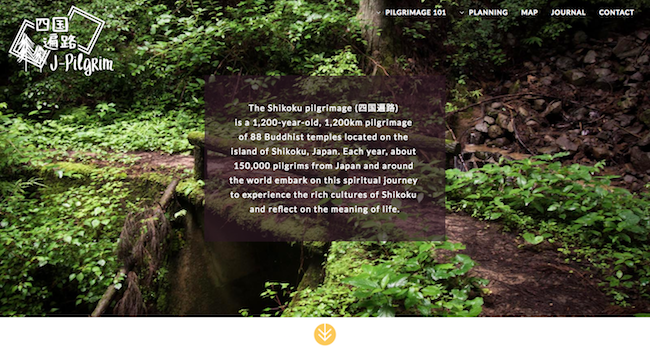 四国
遍路
J-Pilgrim
PILGRIMAGE 101
PLANNING
MAP
JOURNAL
CONTACT
The Shikoku pilgrimage (四国遍路)
is a 1,200-year-old, 1,200km pilgrimage
of 88 Buddhist temples located on the
island of Shikoku, Japan. Each year, about
150,000 pilgrims from Japan and around
the world embark on this spiritual journey
to experience the rich cultures of Shikoku
and reflect on the meaning of life.